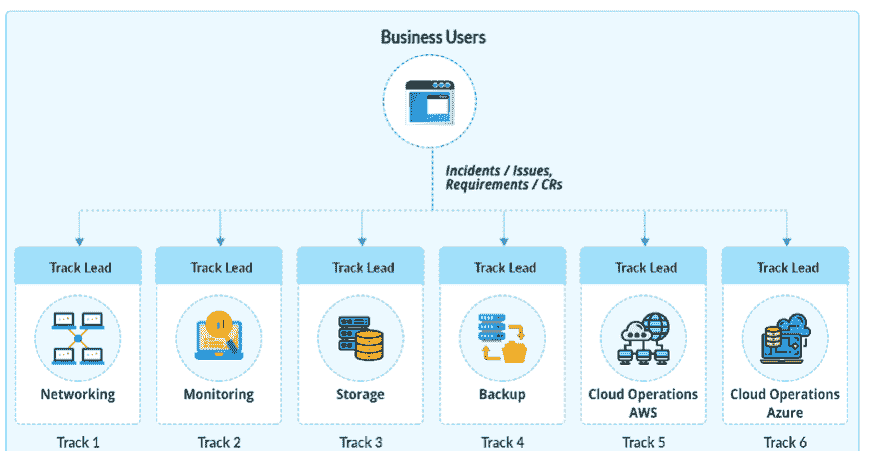 Business Users
Incidents / Issues,
Requirements / CRs
Track Lead
Track Lead
Track Lead
Track Lead
Track Lead
Track Lead
Networking
Monitoring
Storage
Backup
Cloud Operations
AWS
Cloud Operations
Azure
Track 1
Track 2
Track 3
Track 4
Track 5
Track 6